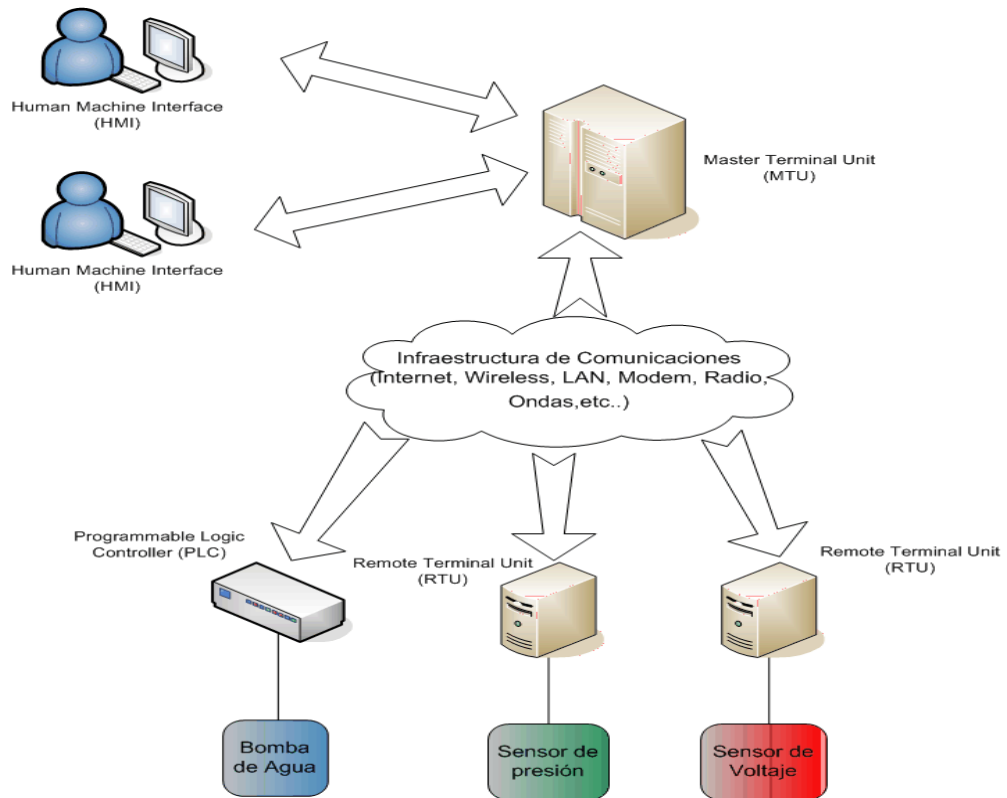 Human Machine Interface
(HMI)
Master Terminal Unit
(MTU)
Human Machine Interface
(HMI)
Infraestructura de Comunicaciones
(Internet, Wireless, LAN, Modem, Radio,
Ondas,etc..)
Programmable Logic
Controller (PLC)
Remote Terminal Unit
(RTU)
Remote Terminal Unit
(RTU)
Bomba
de Agua
Sensor de
presión
Sensor de
Voltaje